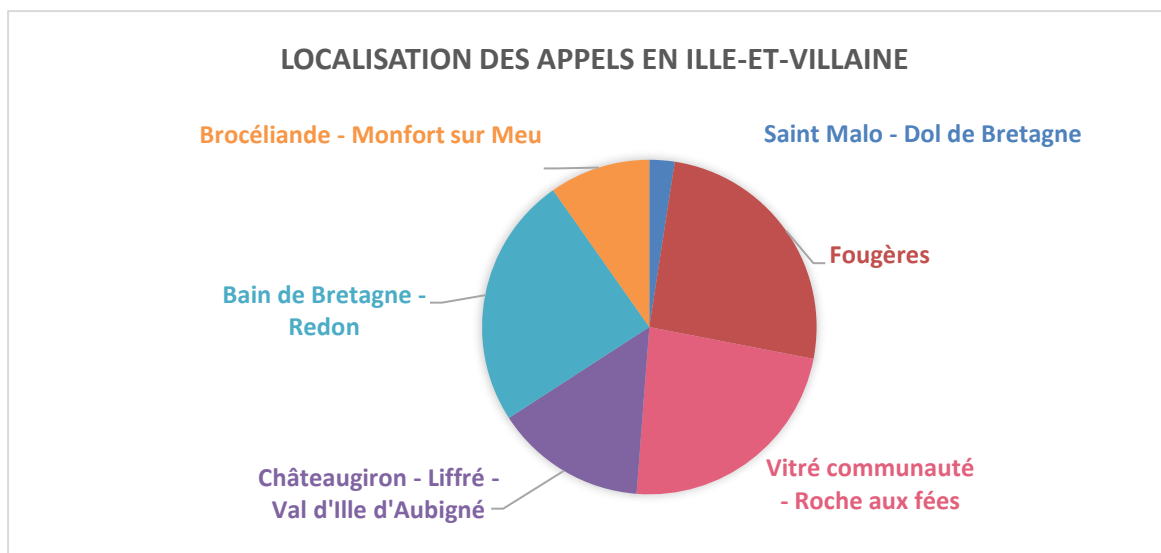 LOCALISATION DES APPELS EN ILLE-ET-VILLAINE
Brocéliande - Monfort sur Meu
Saint Malo - Dol de Bretagne
Fougères
Bain de Bretagne -
Redon
Vitré communauté
- Roche aux fées
Châteaugiron - Liffré -
Val d'Ille d'Aubigné